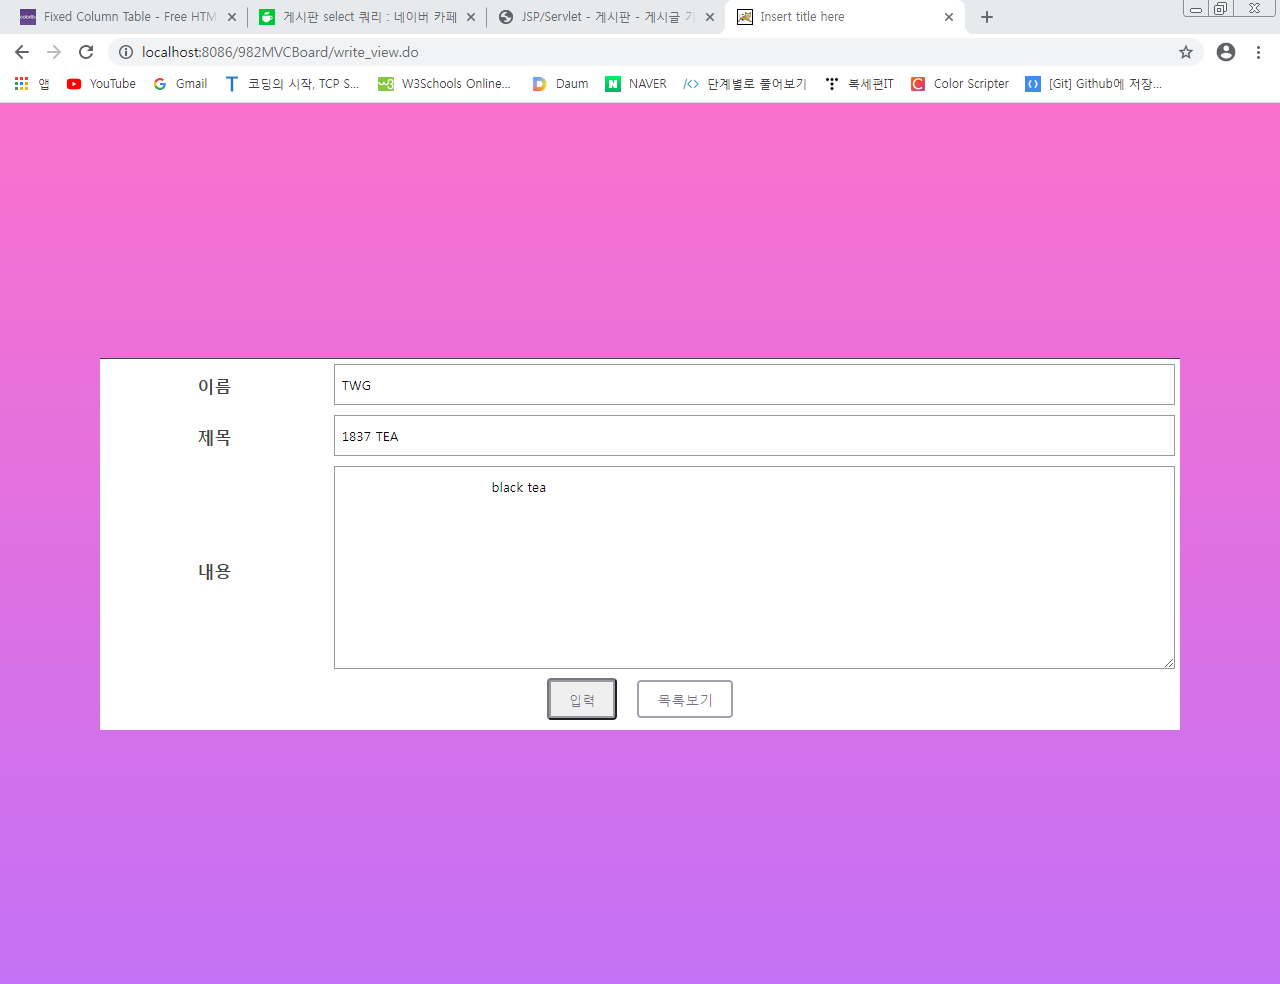 Fixed Column Table - Free HTM
게시판 select 쿼리 : 네이버 카페
JSP/Servlet - 게시판 - 게시글 기
Insert title here
localhost:8086/982MVCBoard/write_view.do
앱 YouTube Gmail 코딩의 시작, TCP S... W3Schools Online... Daum NAVER 단계별로 풀어보기 복세편IT Color Scripter [Git] Github에 저장...
이름 TWG
제목 1837 TEA
black tea
내용
입력 목록보기